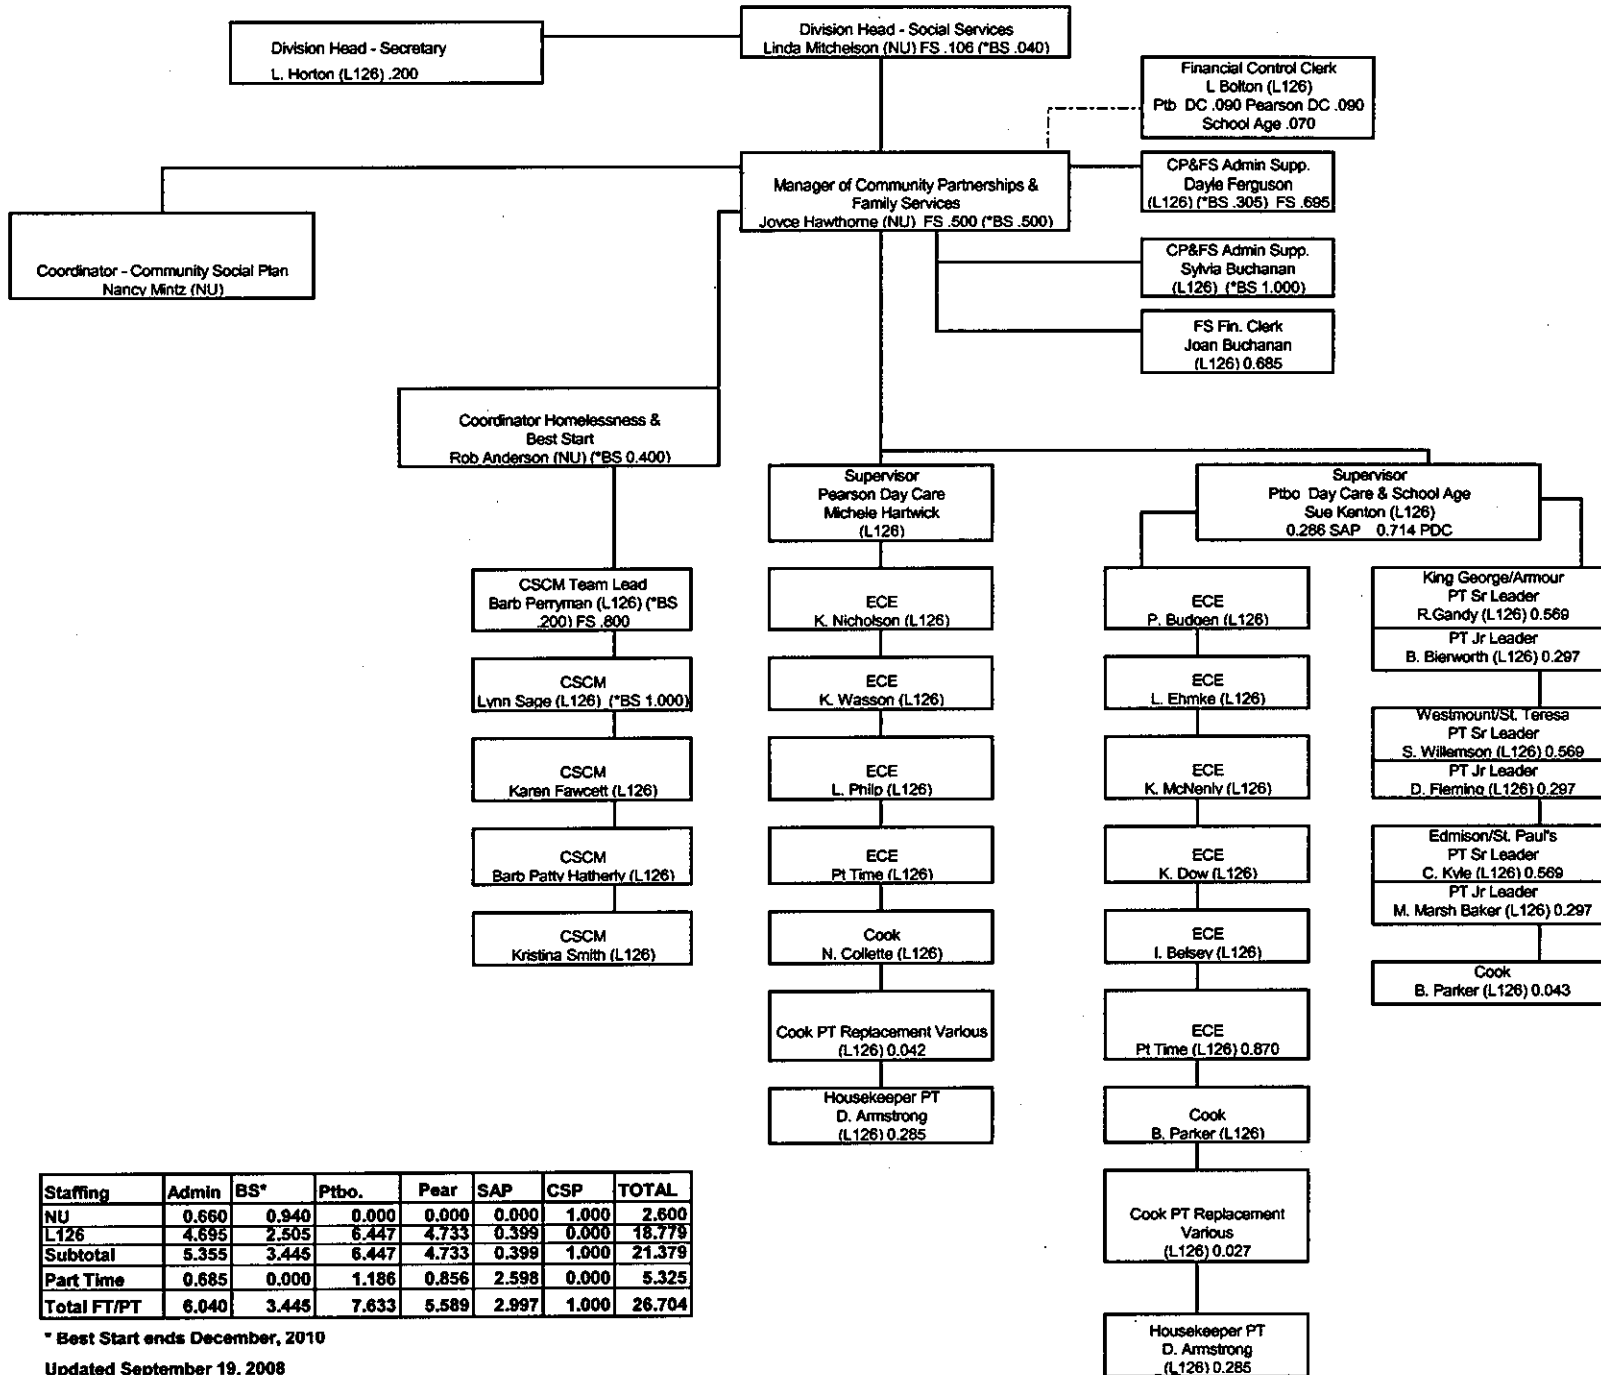 Division Head - Secretary
L. Horton (L126) .200
Division Head - Social Services
Linda Mitchelson (NU) FS .106 (*BS .040)
Financial Control Clerk
L Bolton (L126)
Ptb DC .090 Pearson DC .090
School Age .070
Manager of Community Partnerships &
Family Services
Joyce Hawthorne (NU) FS .500 (*BS .500)
CP&FS Admin Supp.
Dayle Ferguson
(L126) (*BS .305) FS .695
Coordinator - Community Social Plan
Nancy Mintz (NU)
CP&FS Admin Supp.
Sylvia Buchanan
(L126) (*BS 1.000)
FS Fin. Clerk
Joan Buchanan
(L126) 0.685
Coordinator Homelessness &
Best Start
Rob Anderson (NU) (*BS 0.400)
Supervisor
Pearson Day Care
Michele Hartwick
(L126)
Supervisor
Ptbo Day Care & School Age
Sue Kenton (L126)
0.286 SAP 0.714 PDC
CSCM Team Lead
Barb Perryman (L126) (*BS
.200) FS .800
CSCM
Lynn Sage (L126) (*BS 1.000)
CSCM
Karen Fawcett (L126)
CSCM
Barb Patty Hatherly (L126)
CSCM
Kristina Smith (L126)
ECE
K. Nicholson (L126)
ECE
K. Wasson (L126)
ECE
L. Philp (L126)
ECE
Pt Time (L126)
Cook
N. Collette (L126)
Cook PT Replacement Various
(L126) 0.042
Housekeeper PT
D. Armstrong
(L126) 0.285
ECE
P. Budgen (L126)
ECE
L. Ehmke (L126)
ECE
K. McNenly (L126)
ECE
K. Dow (L126)
ECE
I. Belsey (L126)
ECE
Pt Time (L126) 0.870
Cook
B. Parker (L126)
Cook PT Replacement
Various
(L126) 0.027
Housekeeper PT
D. Armstrong
(L126) 0.285
King George/Armour
PT Sr Leader
R.Gandy (L126) 0.569
PT Jr Leader
B. Bierworth (L126) 0.297
Westmount/St. Teresa
PT Sr Leader
S. Willemson (L126) 0.569
PT Jr Leader
D. Fleming (L126) 0.297
Edmison/St. Paul's
PT Sr Leader
C. Kyle (L126) 0.569
PT Jr Leader
M. Marsh Baker (L126) 0.297
Cook
B. Parker (L126) 0.043
Staffing Admin BS* Ptbo. Pear SAP CSP TOTAL
NU 0.660 0.940 0.000 0.000 0.000 1.000 2.600
L126 4.695 2.505 6.447 4.733 0.399 0.000 18.779
Subtotal 5.355 3.445 6.447 4.733 0.399 1.000 21.379
Part Time 0.685 0.000 1.186 0.856 2.598 0.000 5.325
Total FT/PT 6.040 3.445 7.633 5.589 2.997 1.000 26.704
* Best Start ends December, 2010
Updated September 19, 2008